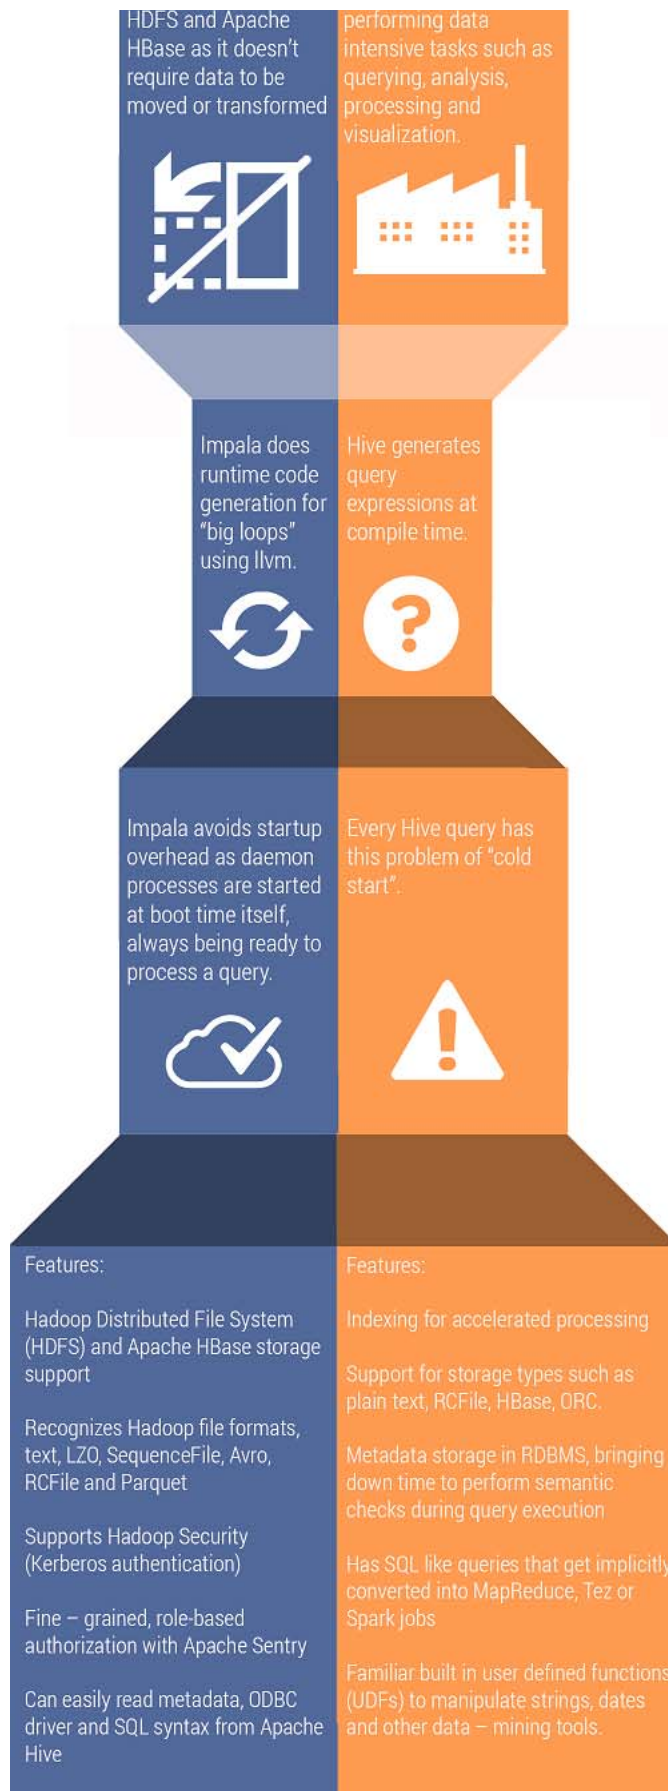 HDFS and Apache
HBase as it doesn’t
require data to be
moved or transformed
performing data
intensive tasks such as
querying, analysis,
processing and
visualization.
Impala does
runtime code
generation for
“big loops”
using llvm.
Hive generates
query
expressions at
compile time.
Impala avoids startup
overhead as daemon
processes are started
at boot time itself,
always being ready to
process a query.
Every Hive query has
this problem of “cold
start”.
Features:
Hadoop Distributed File System
(HDFS) and Apache HBase storage
support
Recognizes Hadoop file formats,
text, LZO, SequenceFile, Avro,
RCFile and Parquet
Supports Hadoop Security
(Kerberos authentication)
Fine – grained, role-based
authorization with Apache Sentry
Can easily read metadata, ODBC
driver and SQL syntax from Apache
Hive
Features:
Indexing for accelerated processing
Support for storage types such as
plain text, RCFile, HBase, ORC.
Metadata storage in RDBMS, bringing
down time to perform semantic
checks during query execution
Has SQL like queries that get implicitly
converted into MapReduce, Tez or
Spark jobs
Familiar built in user defined functions
(UDFs) to manipulate strings, dates
and other data – mining tools.